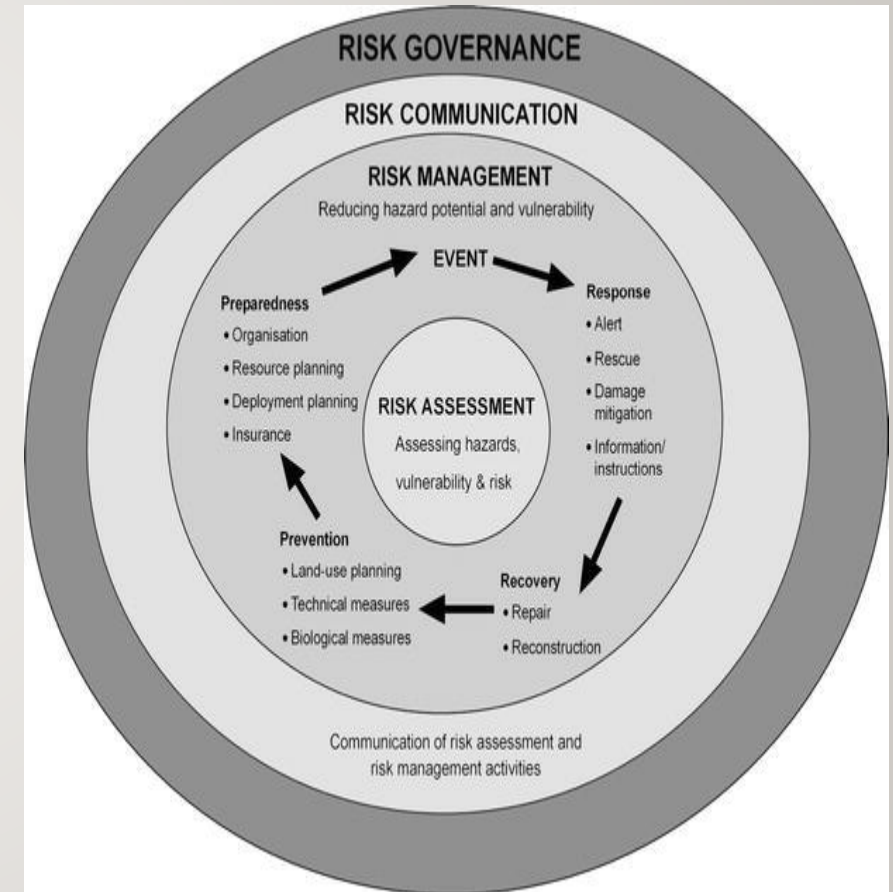 RISK GOVERNANCE
RISK COMMUNICATION
RISK MANAGEMENT
Reducing hazard potential and vulnerability
EVENT
Response
• Alert
• Rescue
• Damage
mitigation
• Information/
instructions
Recovery
• Repair
• Reconstruction
Prevention
• Land-use planning
• Technical measures
• Biological measures
Preparedness
• Organisation
• Resource planning
• Deployment planning
• Insurance
RISK ASSESSMENT
Assessing hazards,
vulnerability & risk
Communication of risk assessment and
risk management activities